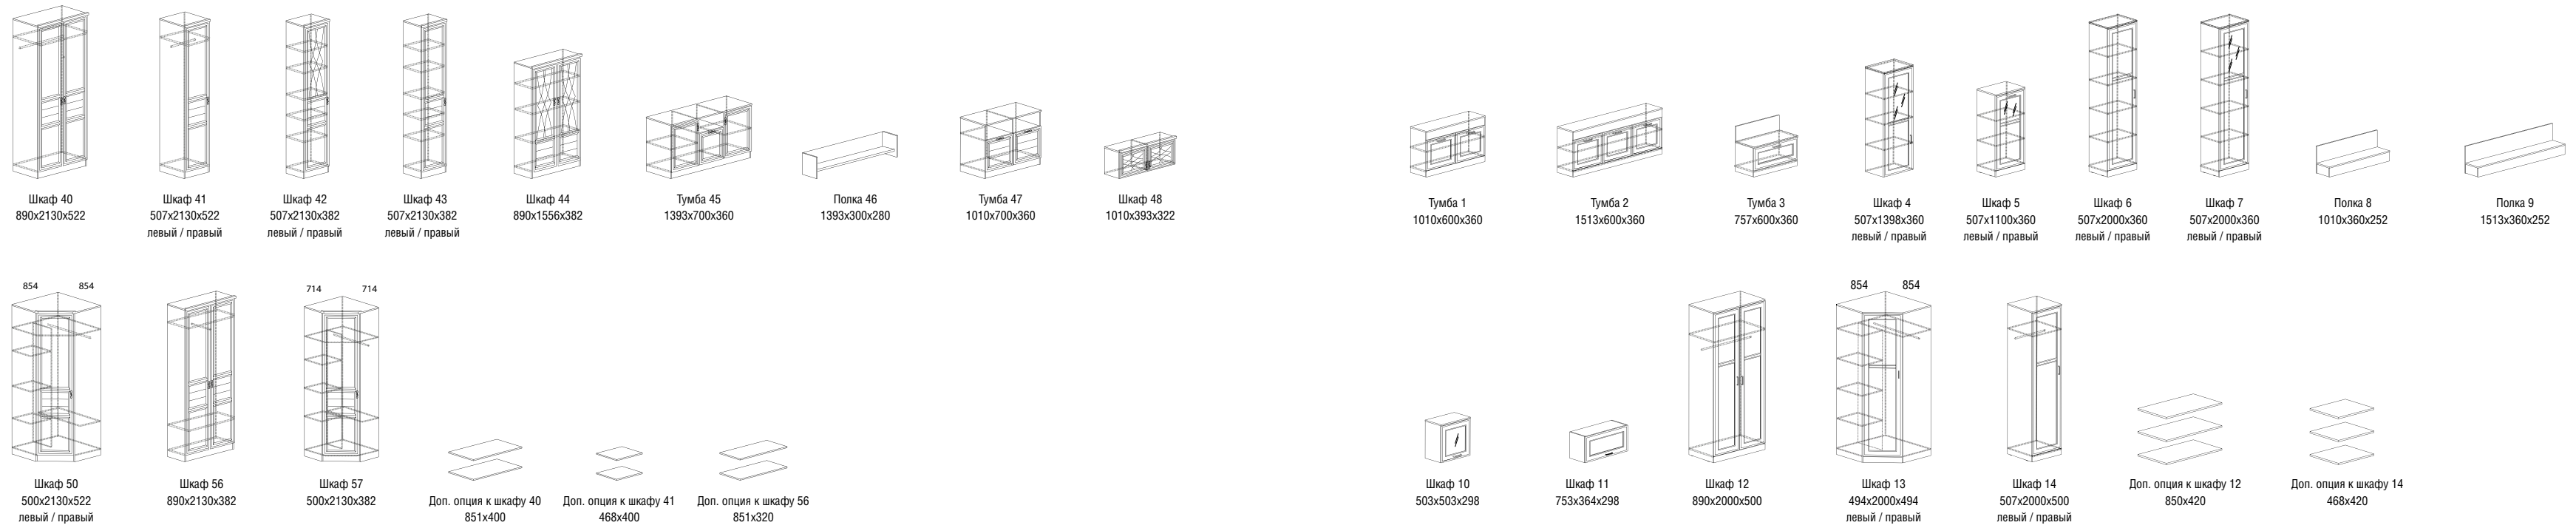 Шкаф 40
890x2130x522
Шкаф 41
507x2130x522
левый / правый
Шкаф 42
507x2130x382
левый / правый
Шкаф 43
507x2130x382
левый / правый
Шкаф 44
890x1556x382
Тумба 45
1393x700x360
Полка 46
1393x300x280
Тумба 47
1010x700x360
Шкаф 48
1010x393x322
Тумба 1
1010x600x360
Тумба 2
1513x600x360
Тумба 3
757x600x360
Шкаф 4
507x1398x360
левый / правый
Шкаф 5
507x1100x360
левый / правый
Шкаф 6
507x2000x360
левый / правый
Шкаф 7
507x2000x360
левый / правый
Полка 8
1010x360x252
Полка 9
1513x360x252
854 854
Шкаф 50
500x2130x522
левый / правый
Шкаф 56
890x2130x382
714 714
Шкаф 57
500x2130x382
Доп. опция к шкафу 40
851x400
Доп. опция к шкафу 41
468x400
Доп. опция к шкафу 56
851x320
Шкаф 10
503x503x298
Шкаф 11
753x364x298
Шкаф 12
890x2000x500
854 854
Шкаф 13
494x2000x494
левый / правый
Шкаф 14
507x2000x500
левый / правый
Доп. опция к шкафу 12
850x420
Доп. опция к шкафу 14
468x420